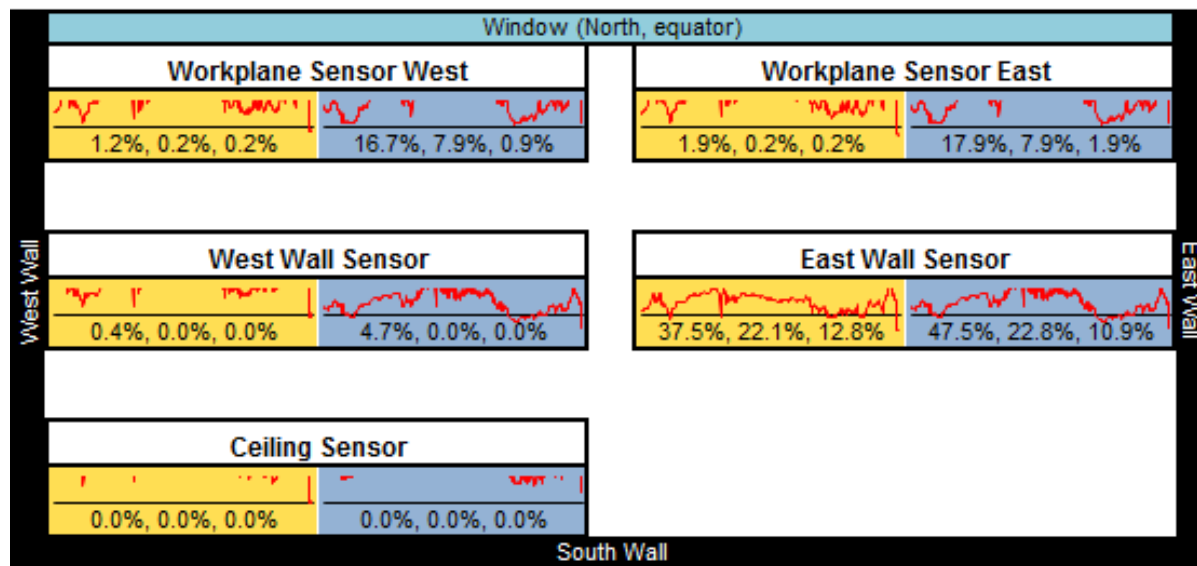 Window (North, equator)
Workplane Sensor West
Workplane Sensor East
1.2%, 0.2%, 0.2%
16.7%, 7.9%, 0.9%
1.9%, 0.2%, 0.2%
17.9%, 7.9%, 1.9%
West Wall
West Wall Sensor
East Wall Sensor
East Wall
0.4%, 0.0%, 0.0%
4.7%, 0.0%, 0.0%
37.5%, 22.1%, 12.8%
47.5%, 22.8%, 10.9%
Ceiling Sensor
0.0%, 0.0%, 0.0%
0.0%, 0.0%, 0.0%
South Wall